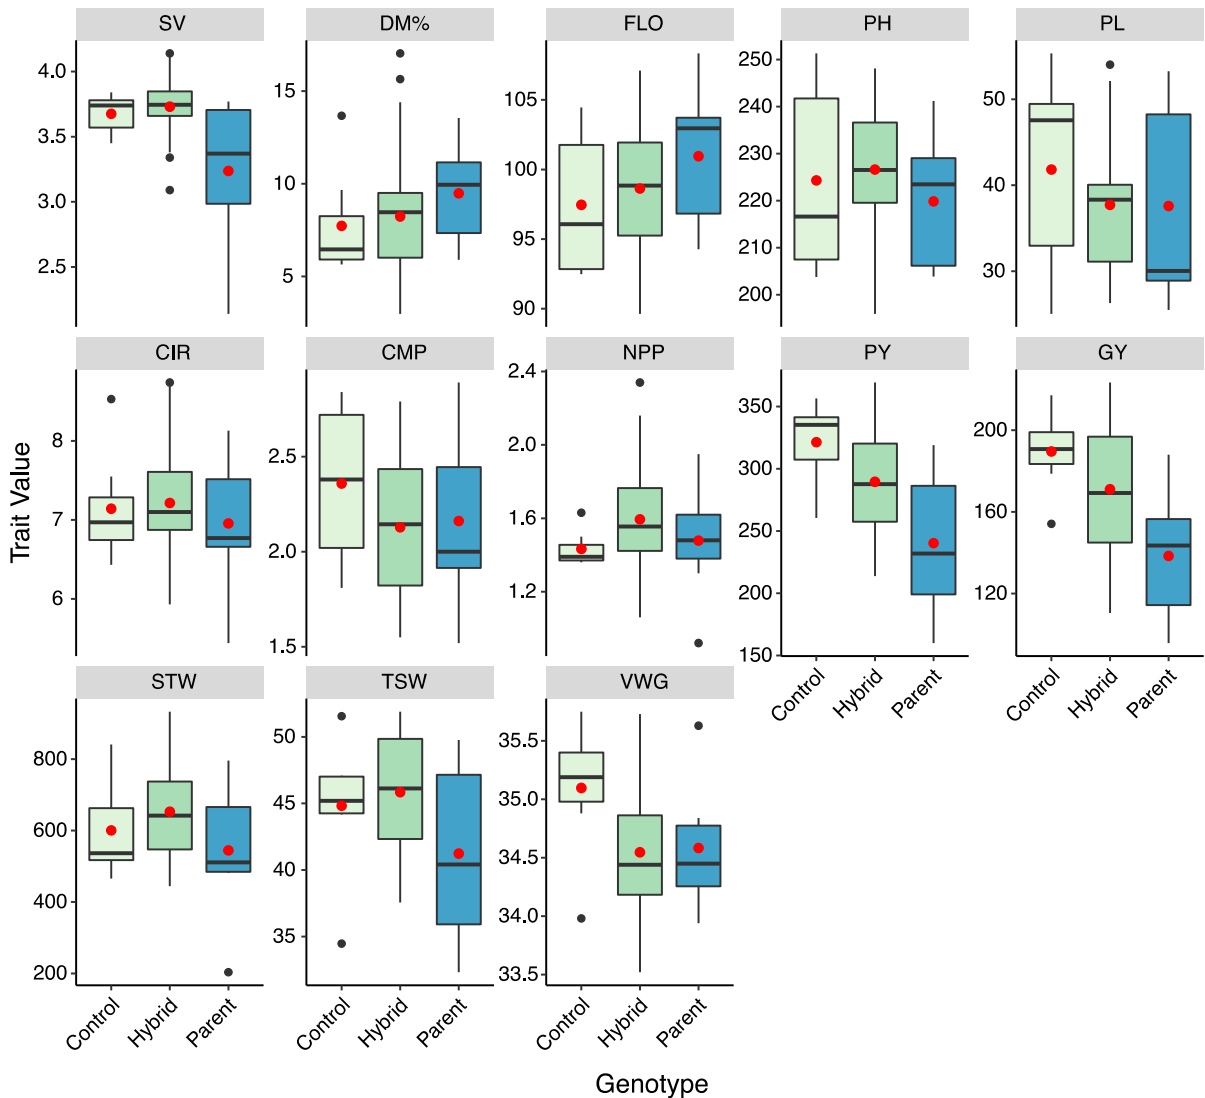 SV DM% FLO PH PL
4.0 3.5 3.0 2.5
15 10 5
105 100 95 90
250 240 230 220 210 200
50 40 30
CIR CMP NPP PY GY
8 7 6
2.5 2.0 1.5
2.4 2.0 1.6 1.2
350 300 250 200 150
200 160 120
Control Hybrid Parent Control Hybrid Parent
STW TSW VWG
800 600 400 200
50 45 40 35
35.5 35.0 34.5 34.0 33.5
Control Hybrid Parent Control Hybrid Parent Control Hybrid Parent
Trait Value
Genotype